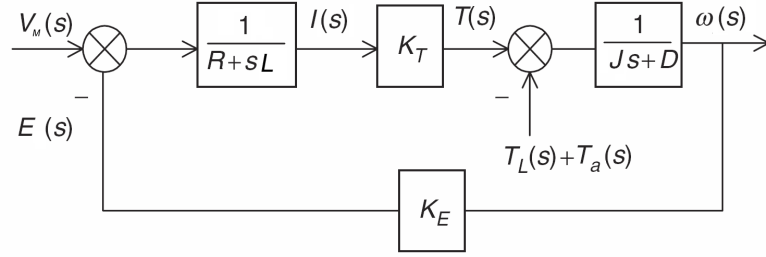 V_M(s)
−
E (s)
1
R+sL
I(s)
K_T
T(s)
−
T_L(s)+T_a(s)
1
Js+D
ω(s)
K_E